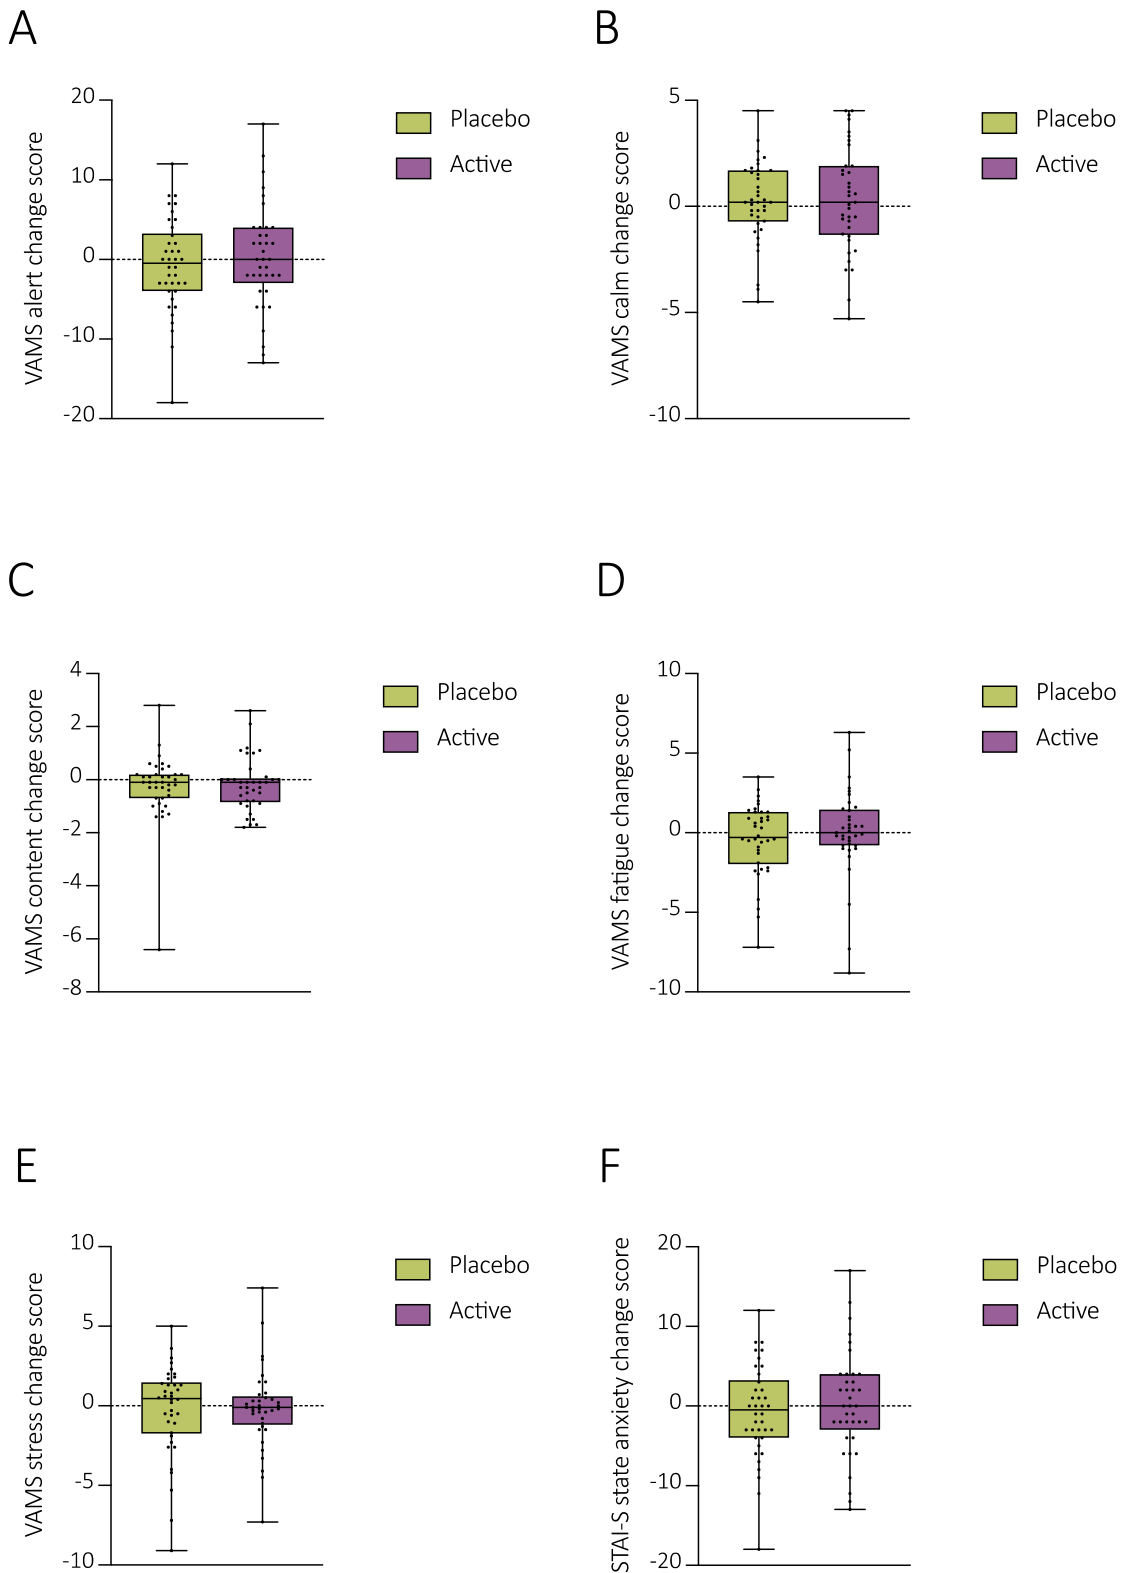 A
VAMS alert change score
20
10
0
-10
-20
Placebo
Active
B
VAMS calm change score
5
0
-5
-10
Placebo
Active
C
VAMS content change score
4
2
0
-2
-4
-6
-8
Placebo
Active
D
VAMS fatigue change score
10
5
0
-5
-10
Placebo
Active
E
VAMS stress change score
10
5
0
-5
-10
Placebo
Active
F
STAI-S state anxiety change score
20
10
0
-10
-20
Placebo
Active